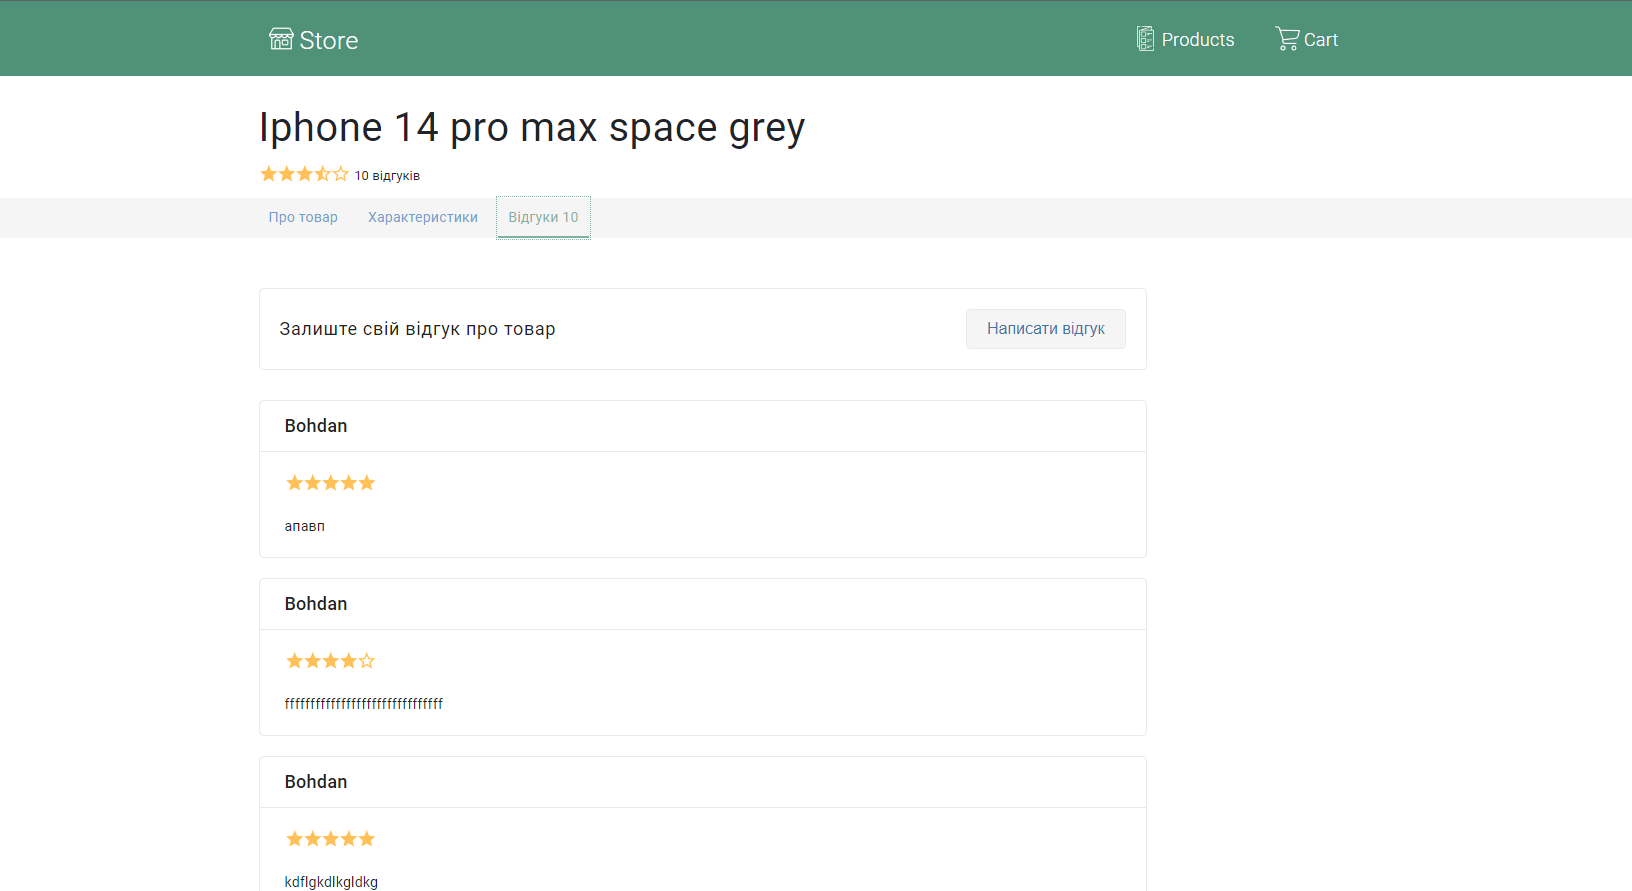 Store
Products
Cart
Iphone 14 pro max space grey
10 відгуків
Про товар
Характеристики
Відгуки 10
Залиште свій відгук про товар
Написати відгук
Bohdan
апавп
Bohdan
fffffffffffffffffffffffffffffff
Bohdan
kdflgkdlkgldkg